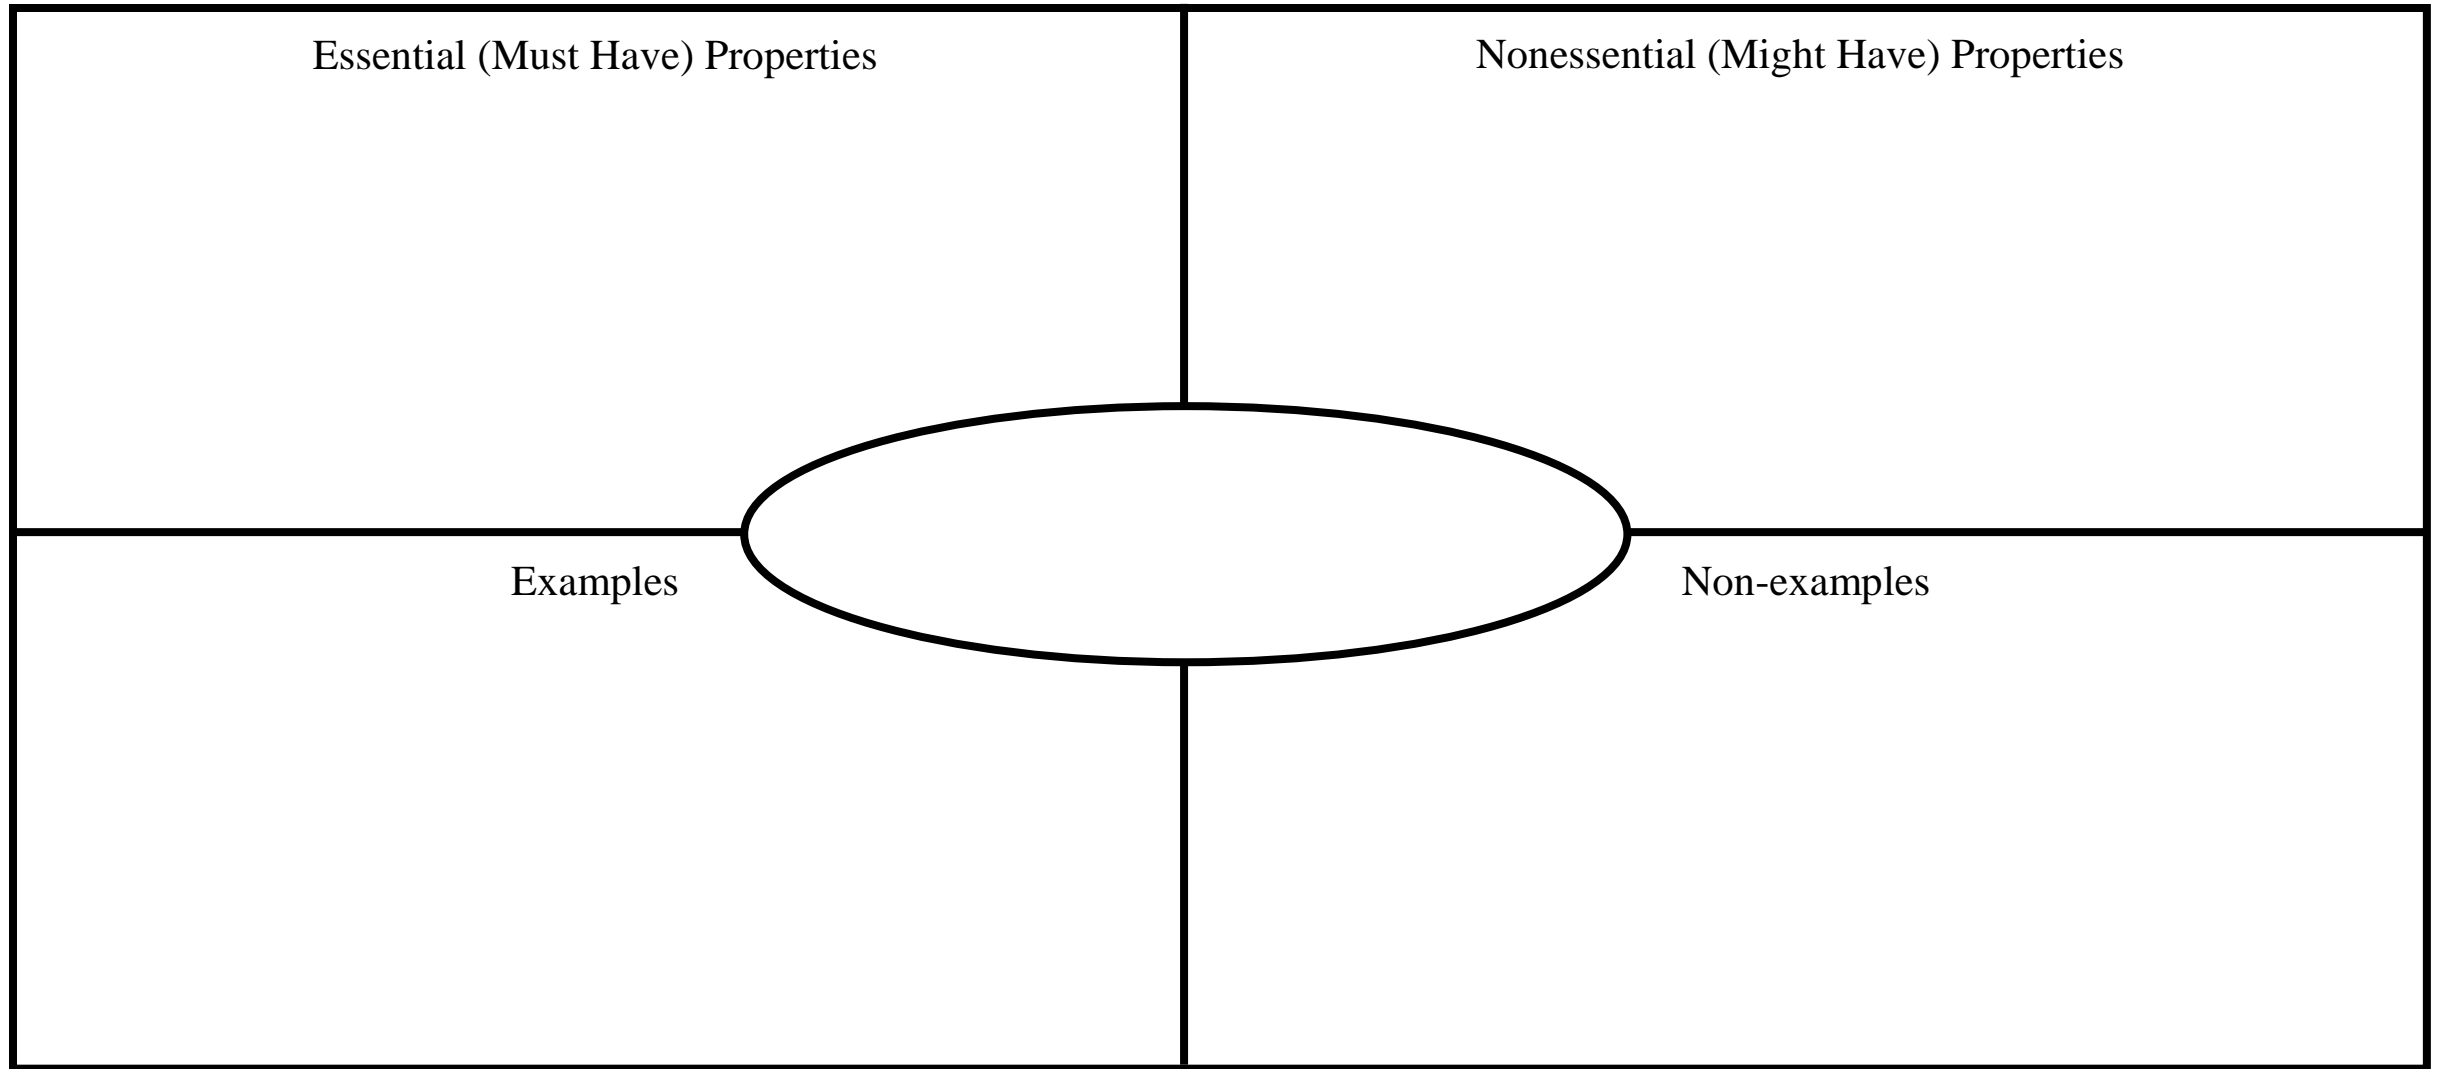 Essential (Must Have) Properties
Nonessential (Might Have) Properties
Examples
Non-examples